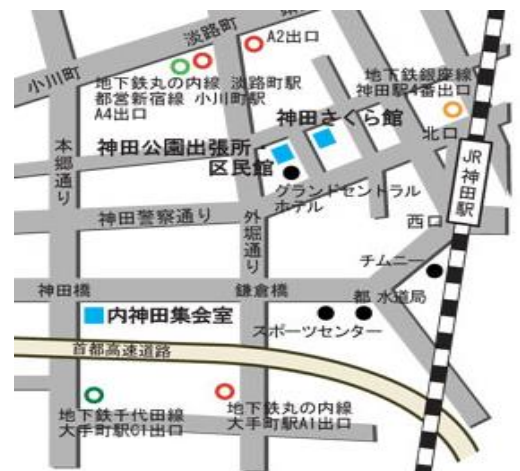 淡路町
A2出口
小川町
地下鉄丸の内線 淡路町駅
都営新宿線 小川町駅
A4出口
地下鉄銀座線
神田駅4番出口
神田さくら館
北口
本郷通り
神田公園出張所・
区民館
グランドセントラル
ホテル
JR神田駅
神田警察通り
外堀通り
西口
チムニー
神田橋
鎌倉橋
都 水道局
内神田集会室
スポーツセンター
首都高速道路
地下鉄千代田線
大手町駅C1出口
地下鉄丸の内線
大手町駅A1出口